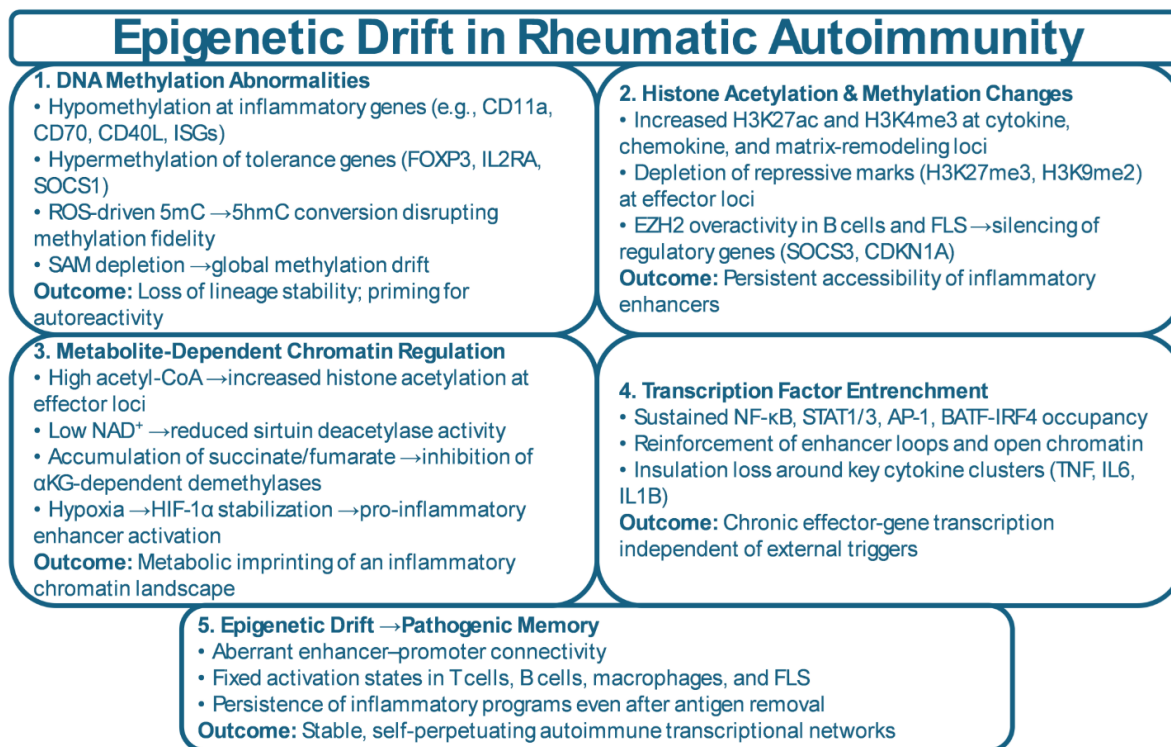 Epigenetic Drift in Rheumatic Autoimmunity
1. DNA Methylation Abnormalities
• Hypomethylation at inflammatory genes (e.g., CD11a,
CD70, CD40L, ISGs)
• Hypermethylation of tolerance genes (FOXP3, IL2RA,
SOCS1)
• ROS-driven 5mC →5hmC conversion disrupting
methylation fidelity
• SAM depletion →global methylation drift
Outcome: Loss of lineage stability; priming for
autoreactivity
2. Histone Acetylation & Methylation Changes
• Increased H3K27ac and H3K4me3 at cytokine,
chemokine, and matrix-remodeling loci
• Depletion of repressive marks (H3K27me3, H3K9me2)
at effector loci
• EZH2 overactivity in B cells and FLS →silencing of
regulatory genes (SOCS3, CDKN1A)
Outcome: Persistent accessibility of inflammatory
enhancers
3. Metabolite-Dependent Chromatin Regulation
• High acetyl-CoA →increased histone acetylation at
effector loci
• Low NAD⁺ →reduced sirtuin deacetylase activity
• Accumulation of succinate/fumarate →inhibition of
αKG-dependent demethylases
• Hypoxia →HIF-1α stabilization →pro-inflammatory
enhancer activation
Outcome: Metabolic imprinting of an inflammatory
chromatin landscape
4. Transcription Factor Entrenchment
• Sustained NF-κB, STAT1/3, AP-1, BATF-IRF4 occupancy
• Reinforcement of enhancer loops and open chromatin
• Insulation loss around key cytokine clusters (TNF, IL6,
IL1B)
Outcome: Chronic effector-gene transcription
independent of external triggers
5. Epigenetic Drift →Pathogenic Memory
• Aberrant enhancer–promoter connectivity
• Fixed activation states in T cells, B cells, macrophages, and FLS
• Persistence of inflammatory programs even after antigen removal
Outcome: Stable, self-perpetuating autoimmune transcriptional networks